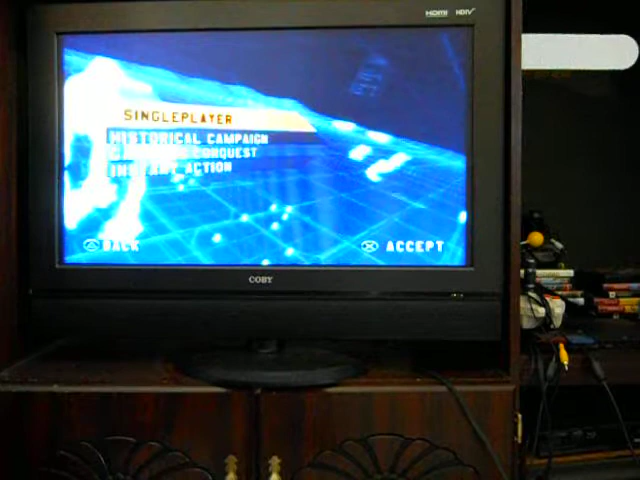 HDMI HDTV
SINGLEPLAYER
HISTORICAL CAMPAIGN
CONQUEST
INSTANT ACTION
BACK
ACCEPT
COBY